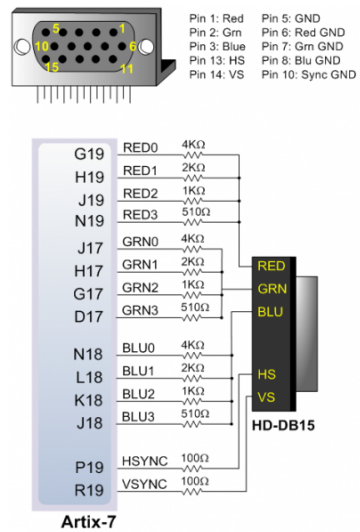 Pin 1: Red Pin 5: GND
Pin 2: Grn Pin 6: Red GND
Pin 3: Blue Pin 7: Grn GND
Pin 13: HS Pin 8: Blu GND
Pin 14: VS Pin 10: Sync GND
5 1
10 6
15 11
G19 RED0 4KΩ
H19 RED1 2KΩ
J19 RED2 1KΩ
N19 RED3 510Ω
J17 GRN0 4KΩ
H17 GRN1 2KΩ
G17 GRN2 1KΩ
D17 GRN3 510Ω
N18 BLU0 4KΩ
L18 BLU1 2KΩ
K18 BLU2 1KΩ
J18 BLU3 510Ω
P19 HSYNC 100Ω
R19 VSYNC 100Ω
RED
GRN
BLU
HS
VS
HD-DB15
Artix-7